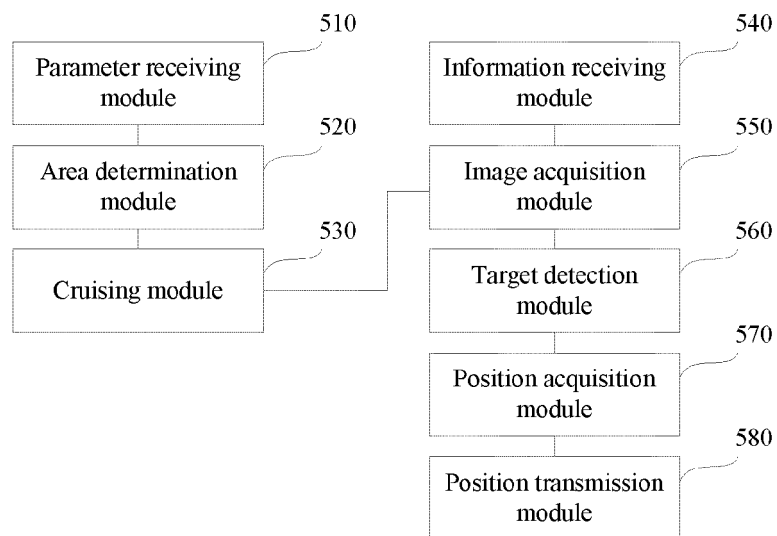 510
Parameter receiving
module
520
Area determination
module
530
Cruising module
540
Information receiving
module
550
Image acquisition
module
560
Target detection
module
570
Position acquisition
module
580
Position transmission
module